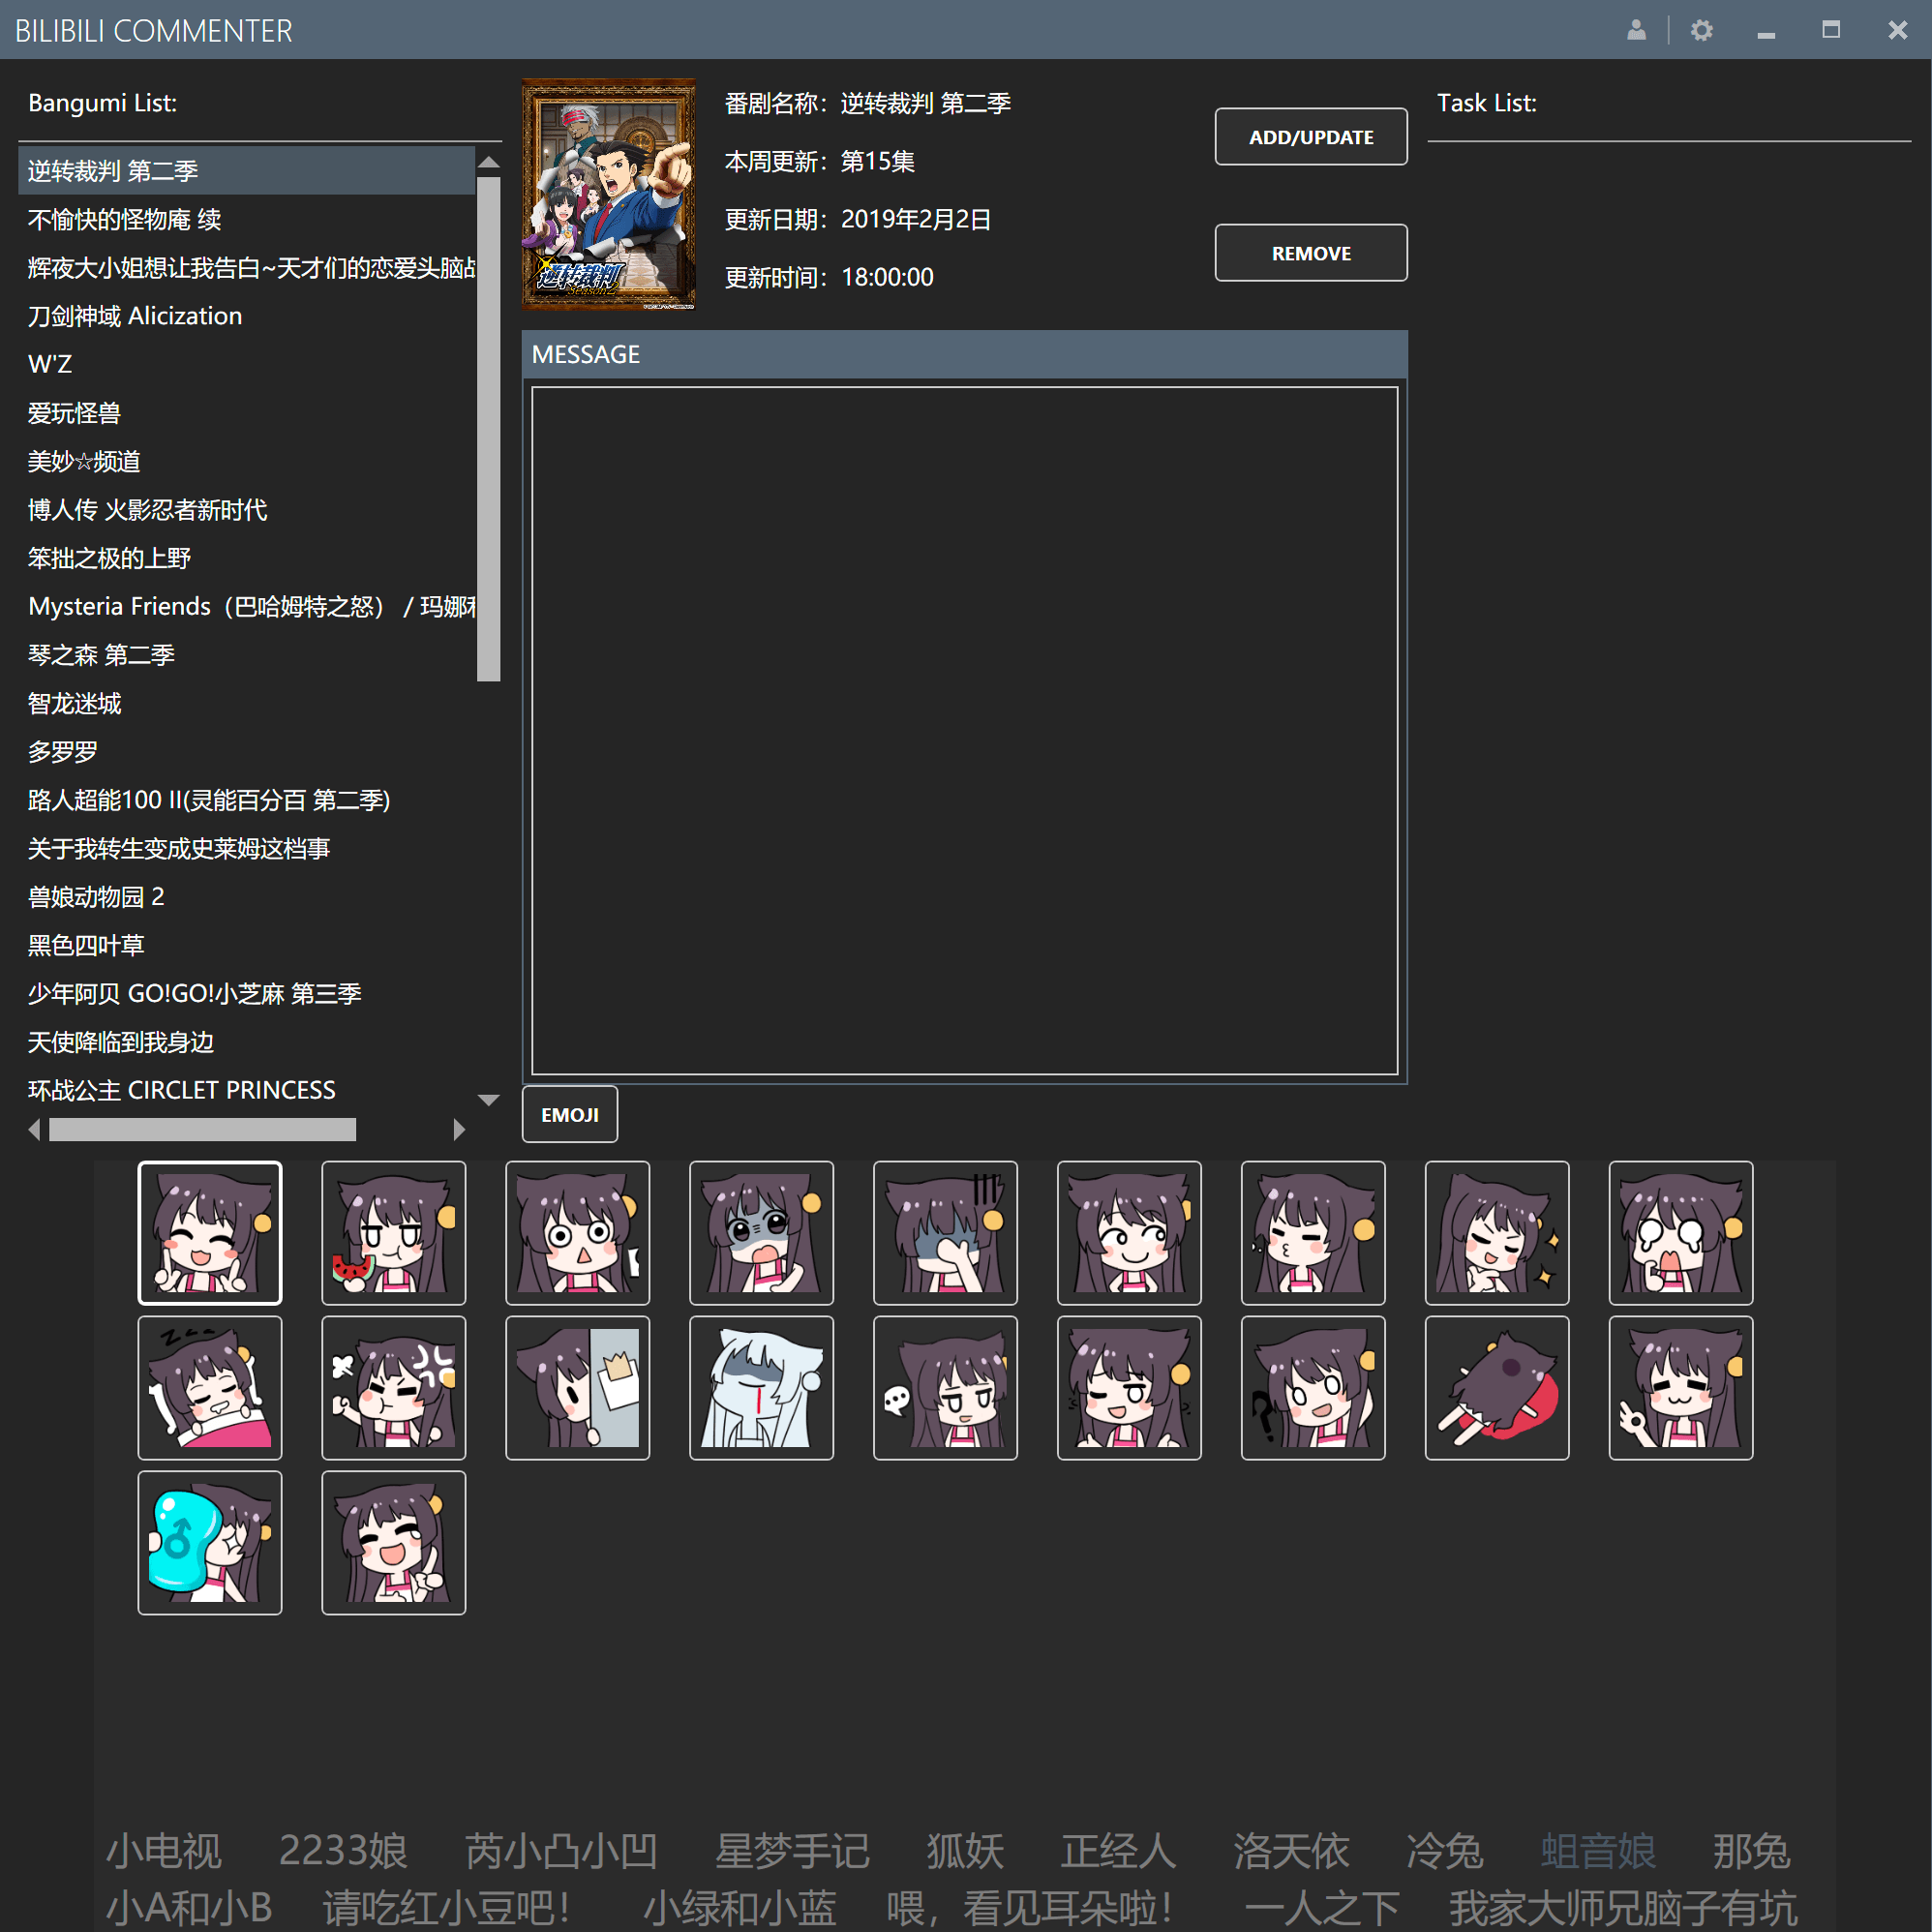 BILIBILI COMMENTER
Bangumi List:
逆转裁判 第二季
不愉快的怪物庵 续
辉夜大小姐想让我告白~天才们的恋爱头脑战
刀剑神域 Alicization
W'Z
爱玩怪兽
美妙☆频道
博人传 火影忍者新时代
笨拙之极的上野
Mysteria Friends（巴哈姆特之怒） / 玛娜利
琴之森 第二季
智龙迷城
多罗罗
路人超能100 II(灵能百分百 第二季)
关于我转生变成史莱姆这档事
兽娘动物园 2
黑色四叶草
少年阿贝 GO!GO!小芝麻 第三季
天使降临到我身边
环战公主 CIRCLET PRINCESS
逆转裁判
Season2
番剧名称：逆转裁判 第二季
本周更新：第15集
更新日期：2019年2月2日
更新时间：18:00:00
ADD/UPDATE
REMOVE
Task List:
MESSAGE
EMOJI
小电视 2233娘 芮小凸小凹 星梦手记 狐妖 正经人 洛天依 冷兔 蛆音娘 那兔
小A和小B 请吃红小豆吧！ 小绿和小蓝 喂，看见耳朵啦！ 一人之下 我家大师兄脑子有坑